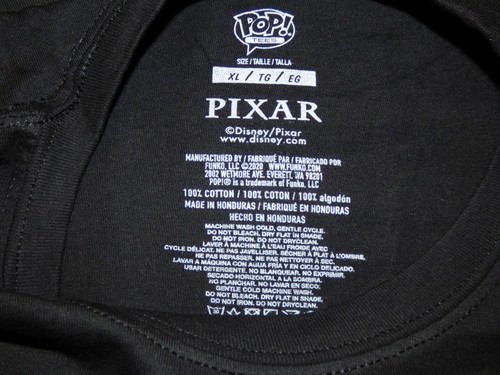 POP!
TEES
SIZE / TAILLE / TALLA
XL / TG / EG
PIXAR
©Disney/Pixar
www.disney.com
MANUFACTURED BY / FABRIQUÉ PAR / FABRICADO POR
FUNKO, LLC ©2020 WWW.FUNKO.COM
2802 WETMORE AVE. EVERETT, WA 98201
POP!® is a trademark of Funko, LLC.
100% COTTON / 100% COTON / 100% algodón
MADE IN HONDURAS / FABRIQUÉ EN HONDURAS
HECHO EN HONDURAS
MACHINE WASH COLD, GENTLE CYCLE.
DO NOT BLEACH. DRY FLAT IN SHADE.
DO NOT IRON. DO NOT DRYCLEAN.
LAVER À MACHINE À L'EAU FROIDE AVEC
CYCLE DÉLICAT. NE PAS JAVELLISER. SÉCHER À PLAT À L'OMBRE.
NE PAS REPASSER. NE PAS NETTOYER À SEC.
LAVAR A MÁQUINA CON AGUA FRÍA Y EN CICLO DELICADO.
USAR DETERGENTE. NO BLANQUEAR. NO EXPRIMIR.
SECADO HORIZONTAL A LA SOMBRA.
NO PLANCHAR. NO LAVAR EN SECO.
GENTLE COLD MACHINE WASH.
DO NOT BLEACH. DRY FLAT IN SHADE.
DO NOT IRON. DO NOT DRYCLEAN.